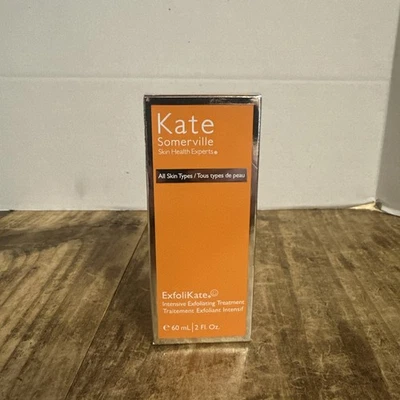 Kate
Somerville
Skin Health Experts®
All Skin Types / Tous types de peau
ExfoliKate®
Intensive Exfoliating Treatment
Traitement Exfoliant Intensif
℮ 60 mL | 2 Fl. Oz.